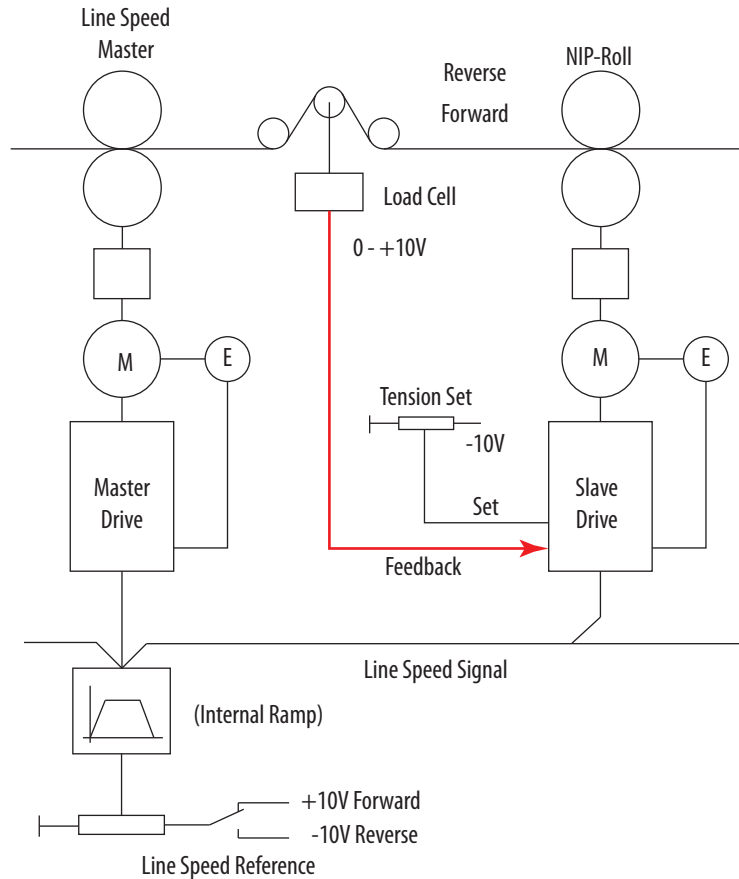 Line Speed
Master
NIP-Roll
Reverse
Forward
Load Cell
0 - +10V
M
E
M
E
Tension Set
-10V
Master
Drive
Set
Slave
Drive
Feedback
Line Speed Signal
(Internal Ramp)
+10V Forward
-10V Reverse
Line Speed Reference